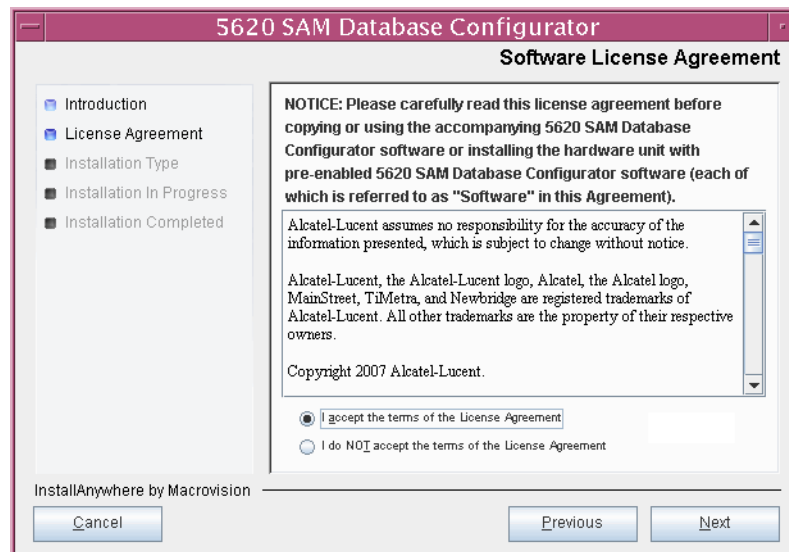 5620 SAM Database Configurator
Software License Agreement
Introduction
License Agreement
Installation Type
Installation In Progress
Installation Completed
NOTICE: Please carefully read this license agreement before
copying or using the accompanying 5620 SAM Database
Configurator software or installing the hardware unit with
pre-enabled 5620 SAM Database Configurator software (each of
which is referred to as "Software" in this Agreement).
Alcatel-Lucent assumes no responsibility for the accuracy of the
information presented, which is subject to change without notice.
Alcatel-Lucent, the Alcatel-Lucent logo, Alcatel, the Alcatel logo,
MainStreet, TiMetra, and Newbridge are registered trademarks of
Alcatel-Lucent. All other trademarks are the property of their respective
owners.
Copyright 2007 Alcatel-Lucent.
I accept the terms of the License Agreement
I do NOT accept the terms of the License Agreement
InstallAnywhere by Macrovision
Cancel
Previous
Next